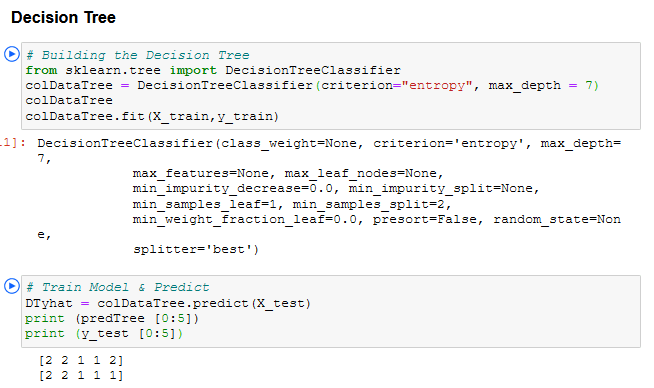 Decision Tree
# Building the Decision Tree
from sklearn.tree import DecisionTreeClassifier
colDataTree = DecisionTreeClassifier(criterion="entropy", max_depth = 7)
colDataTree
colDataTree.fit(X_train,y_train)
.1]: DecisionTreeClassifier(class_weight=None, criterion='entropy', max_depth=
7,
max_features=None, max_leaf_nodes=None,
min_impurity_decrease=0.0, min_impurity_split=None,
min_samples_leaf=1, min_samples_split=2,
min_weight_fraction_leaf=0.0, presort=False, random_state=Non
e,
splitter='best')
# Train Model & Predict
DTyhat = colDataTree.predict(X_test)
print (predTree [0:5])
print (y_test [0:5])
[2 2 1 1 2]
[2 2 1 1 1]